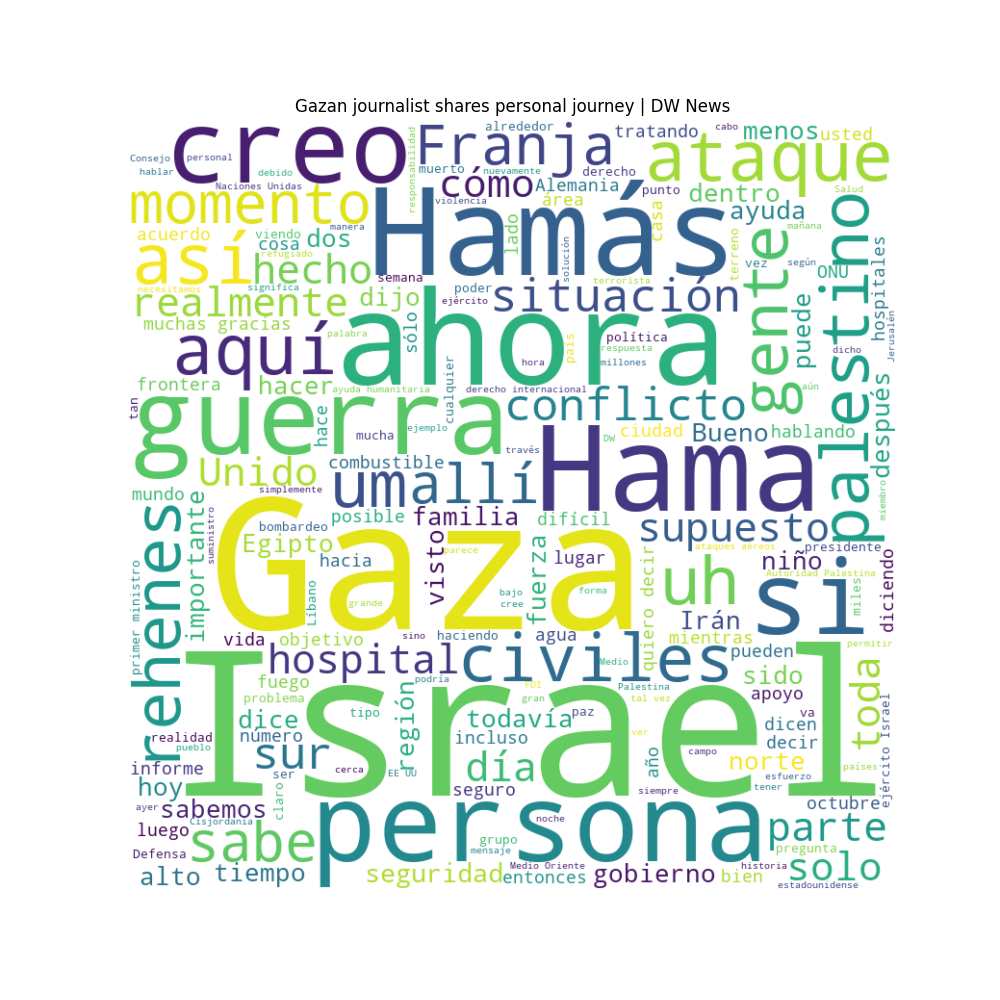 Gazan journalist shares personal journey | DW News
creo
Franja
alrededor
tratando
cabo
menos
usted
Consejo
personal
hablar
debido
Naciones Unidas
responsabilidad
muerto
nuevamente
derecho
ataque
cómo
Alemania
violencia
área
punto
dentro
Salud
momento
Hamás
manera
lado
casa
ayuda
mañana
acuerdo
viendo
cosa
dos
refugiado
así
hecho
semana
solución
terreno
vez
según
gente
palestino
ONU
hospitales
necesitamos
significa
realmente
dijo
poder
ejército
situación
terrorista
puede
muchas gracias
palabra
sólo
ahora
política
país
respuesta
hora
millones
dicho
Jerusalén
aquí
frontera
hacer
ayuda humanitaria
cualquier
derecho internacional
aún
tan
guerra
hace
mucha
ejemplo
conflicto
después
través
DW
ciudad
Bueno
hablando
Unido
combustible
Hama
mundo
simplemente
um
allí
miembro
importante
suministro
bombardeo
posible
familia
difícil
supuesto
Gaza
Egipto
hacia
visto
parece
fuerza
lugar
ataques aéreos
presidente
niño
rehenes
primer ministro
Líbano
grande
bajo
cree
forma
uh
quiero decir
si
Autoridad Palestina
miles
diciendo
Irán
vida
objetivo
sino
haciendo
agua
mientras
permitir
hospital
civiles
pueden
Israel
Medio
fuego
problema
podría
FDI
gran
Palestina
tal vez
sido
apoyo
toda
dice
región
tipo
todavía
paz
va
dicen
realidad
pueblo
número
incluso
ver
decir
ejército Israel
sur
cerca
día
año
campo
norte
países
informe
ser
EE UU
esfuerzo
hoy
claro
seguro
siempre
tener
ayer
sabemos
Cisjordania
persona
noche
octubre
luego
sabe
grupo
parte
Defensa
mensaje
pregunta
alto
tiempo
seguridad
entonces
Medio Oriente
gobierno
historia
bien
solo
estadounidense